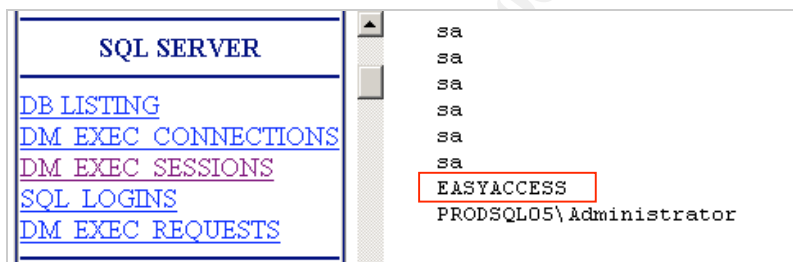 SQL SERVER
DB LISTING
DM EXEC CONNECTIONS
DM EXEC SESSIONS
SQL LOGINS
DM EXEC REQUESTS
sa
sa
sa
sa
sa
sa
EASYACCESS
PRODSQL05\Administrator